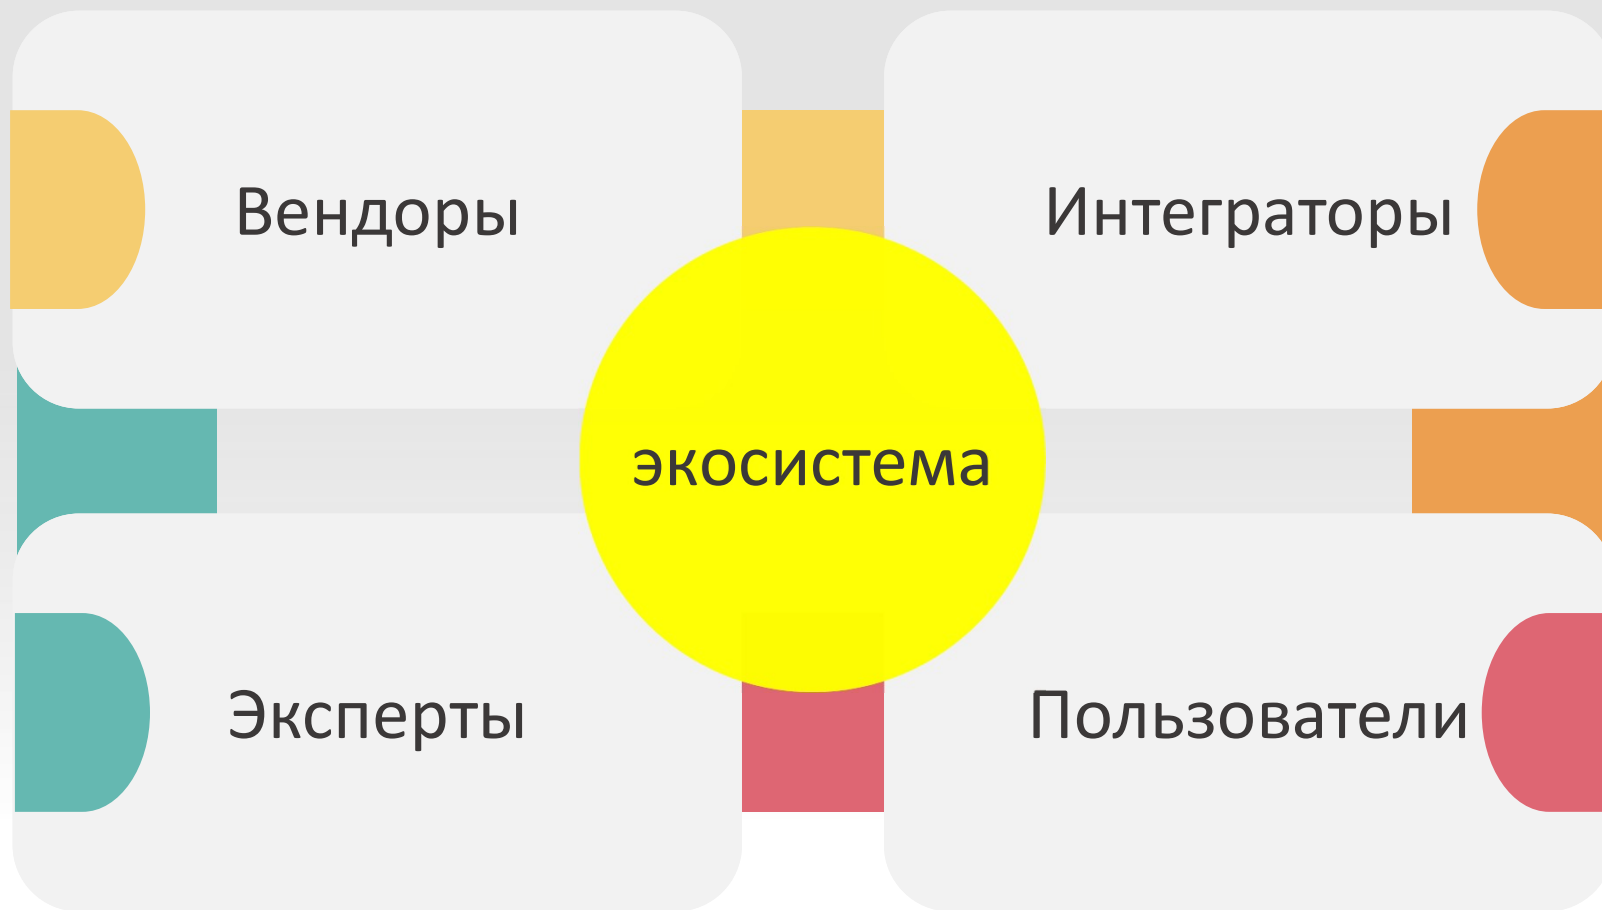 Вендоры
Интеграторы
экосистема
Эксперты
Пользователи